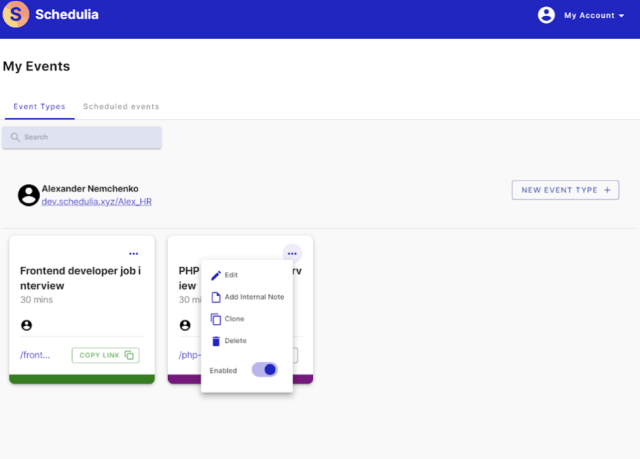 S Schedulia
My Account
My Events
Event Types
Scheduled events
Search
Alexander Nemchenko
dev.schedulia.xyz/Alex_HR
NEW EVENT TYPE +
Frontend developer job i
nterview
30 mins
/front...
COPY LINK
PHP
rv
iew
30 mi
/php-
Edit
Add Internal Note
Clone
Delete
Enabled